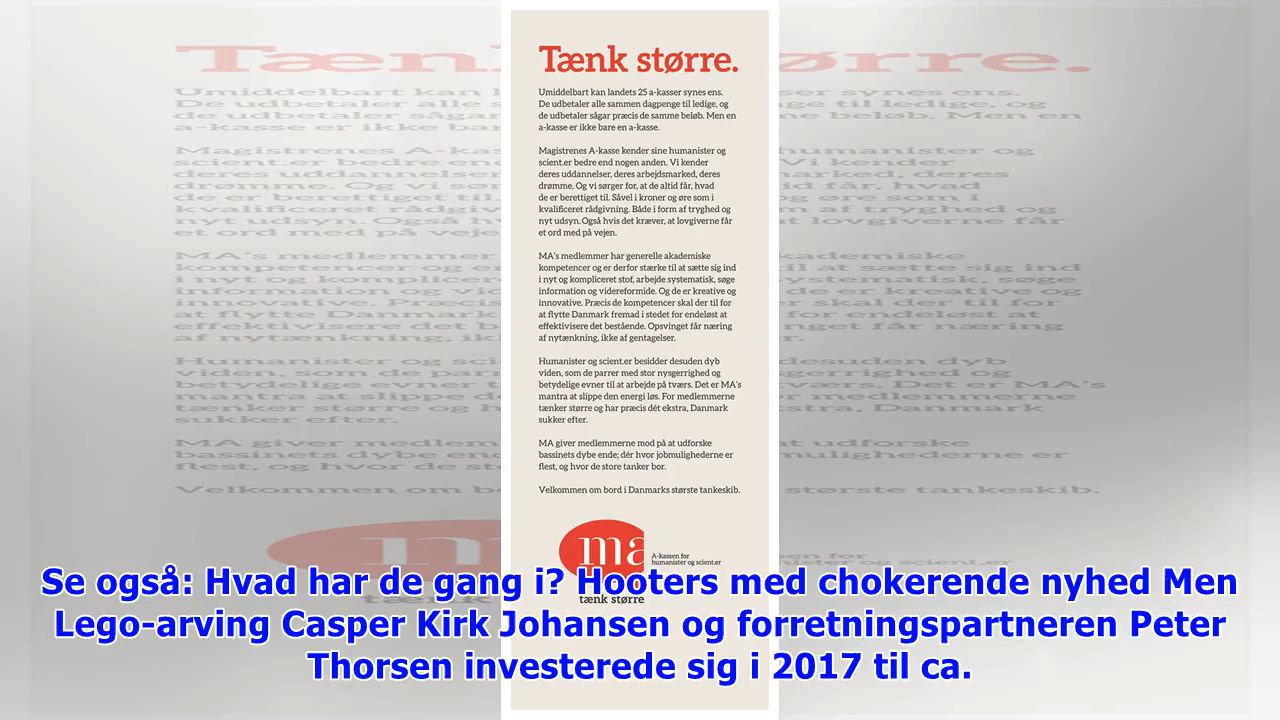 Tænk større.
Umiddelbart kan landets 25 a-kasser synes ens.
De udbetaler alle sammen dagpenge til ledige, og
de udbetaler sågar præcis de samme beløb. Men en
a-kasse er ikke bare en a-kasse.
Magistrenes A-kasse kender sine humanister og
scient.er bedre end nogen anden. Vi kender
deres uddannelser, deres arbejdsmarked, deres
drømme. Og vi sørger for, at de altid får, hvad
de er berettiget til. Såvel i kroner og øre som i
kvalificeret rådgivning. Både i form af tryghed og
nyt udsyn. Også hvis det kræver, at lovgiverne får
et ord med på vejen.
MA's medlemmer har generelle akademiske
kompetencer og er derfor stærke til at sætte sig ind
i nyt og kompliceret stof, arbejde systematisk, søge
information og videreformide. Og de er kreative og
innovative. Præcis de kompetencer skal der til for
at flytte Danmark fremad i stedet for endeløst at
effektivisere det bestående. Opsvinget får næring
af nytænkning, ikke af gentagelser.
Humanister og scient.er besidder desuden dyb
viden, som de parrer med stor nysgerrighed og
betydelige evner til at arbejde på tværs. Det er MA's
mantra at slippe den energi løs. For medlemmerne
tænker større og har præcis dét ekstra, Danmark
sukker efter.
MA giver medlemmerne mod på at udforske
bassinets dybe ende; dér hvor jobmulighederne er
flest, og hvor de store tanker bor.
Velkommen om bord i Danmarks største tankeskib.
ma
A-kassen for
humanister og scient.er
tænk større
Se også: Hvad har de gang i? Hooters med chokerende nyhed Men
Lego-arving Casper Kirk Johansen og forretningspartneren Peter
Thorsen investerede sig i 2017 til ca.